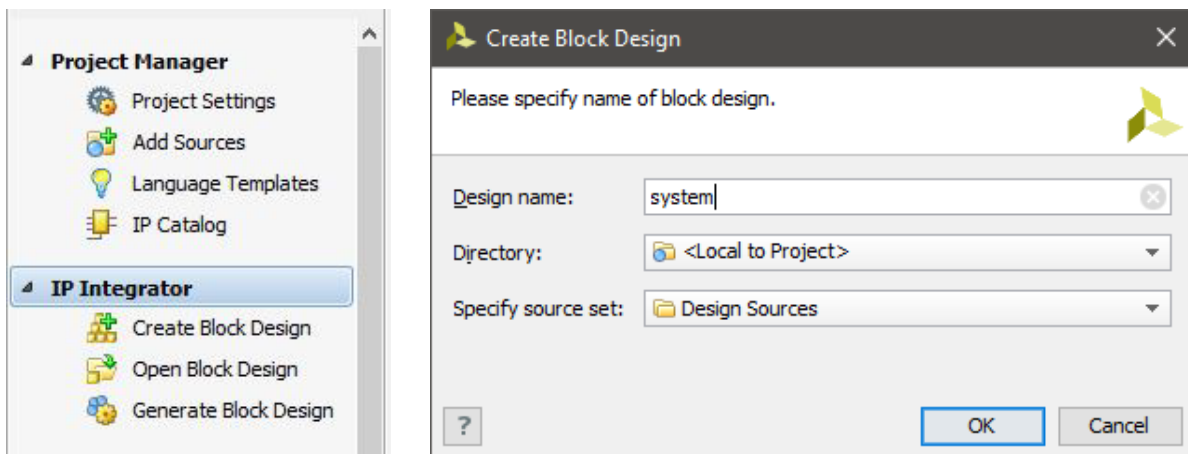 Project Manager
Project Settings
Add Sources
Language Templates
IP Catalog
IP Integrator
Create Block Design
Open Block Design
Generate Block Design
Create Block Design
Please specify name of block design.
Design name: system
Directory: <Local to Project>
Specify source set: Design Sources
? OK Cancel